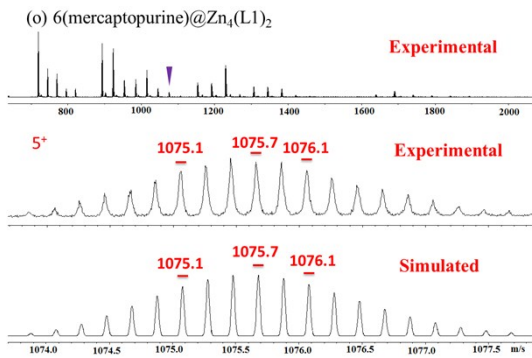 (o) 6(mercaptopurine)@Zn4(L1)2
Experimental
800 1000 1200 1400 1600 1800 2000
5+
Experimental
1075.1 1075.7 1076.1
Simulated
1075.1 1075.7 1076.1
1074.0 1074.5 1075.0 1075.5 1076.0 1076.5 1077.0 1077.5 m/s